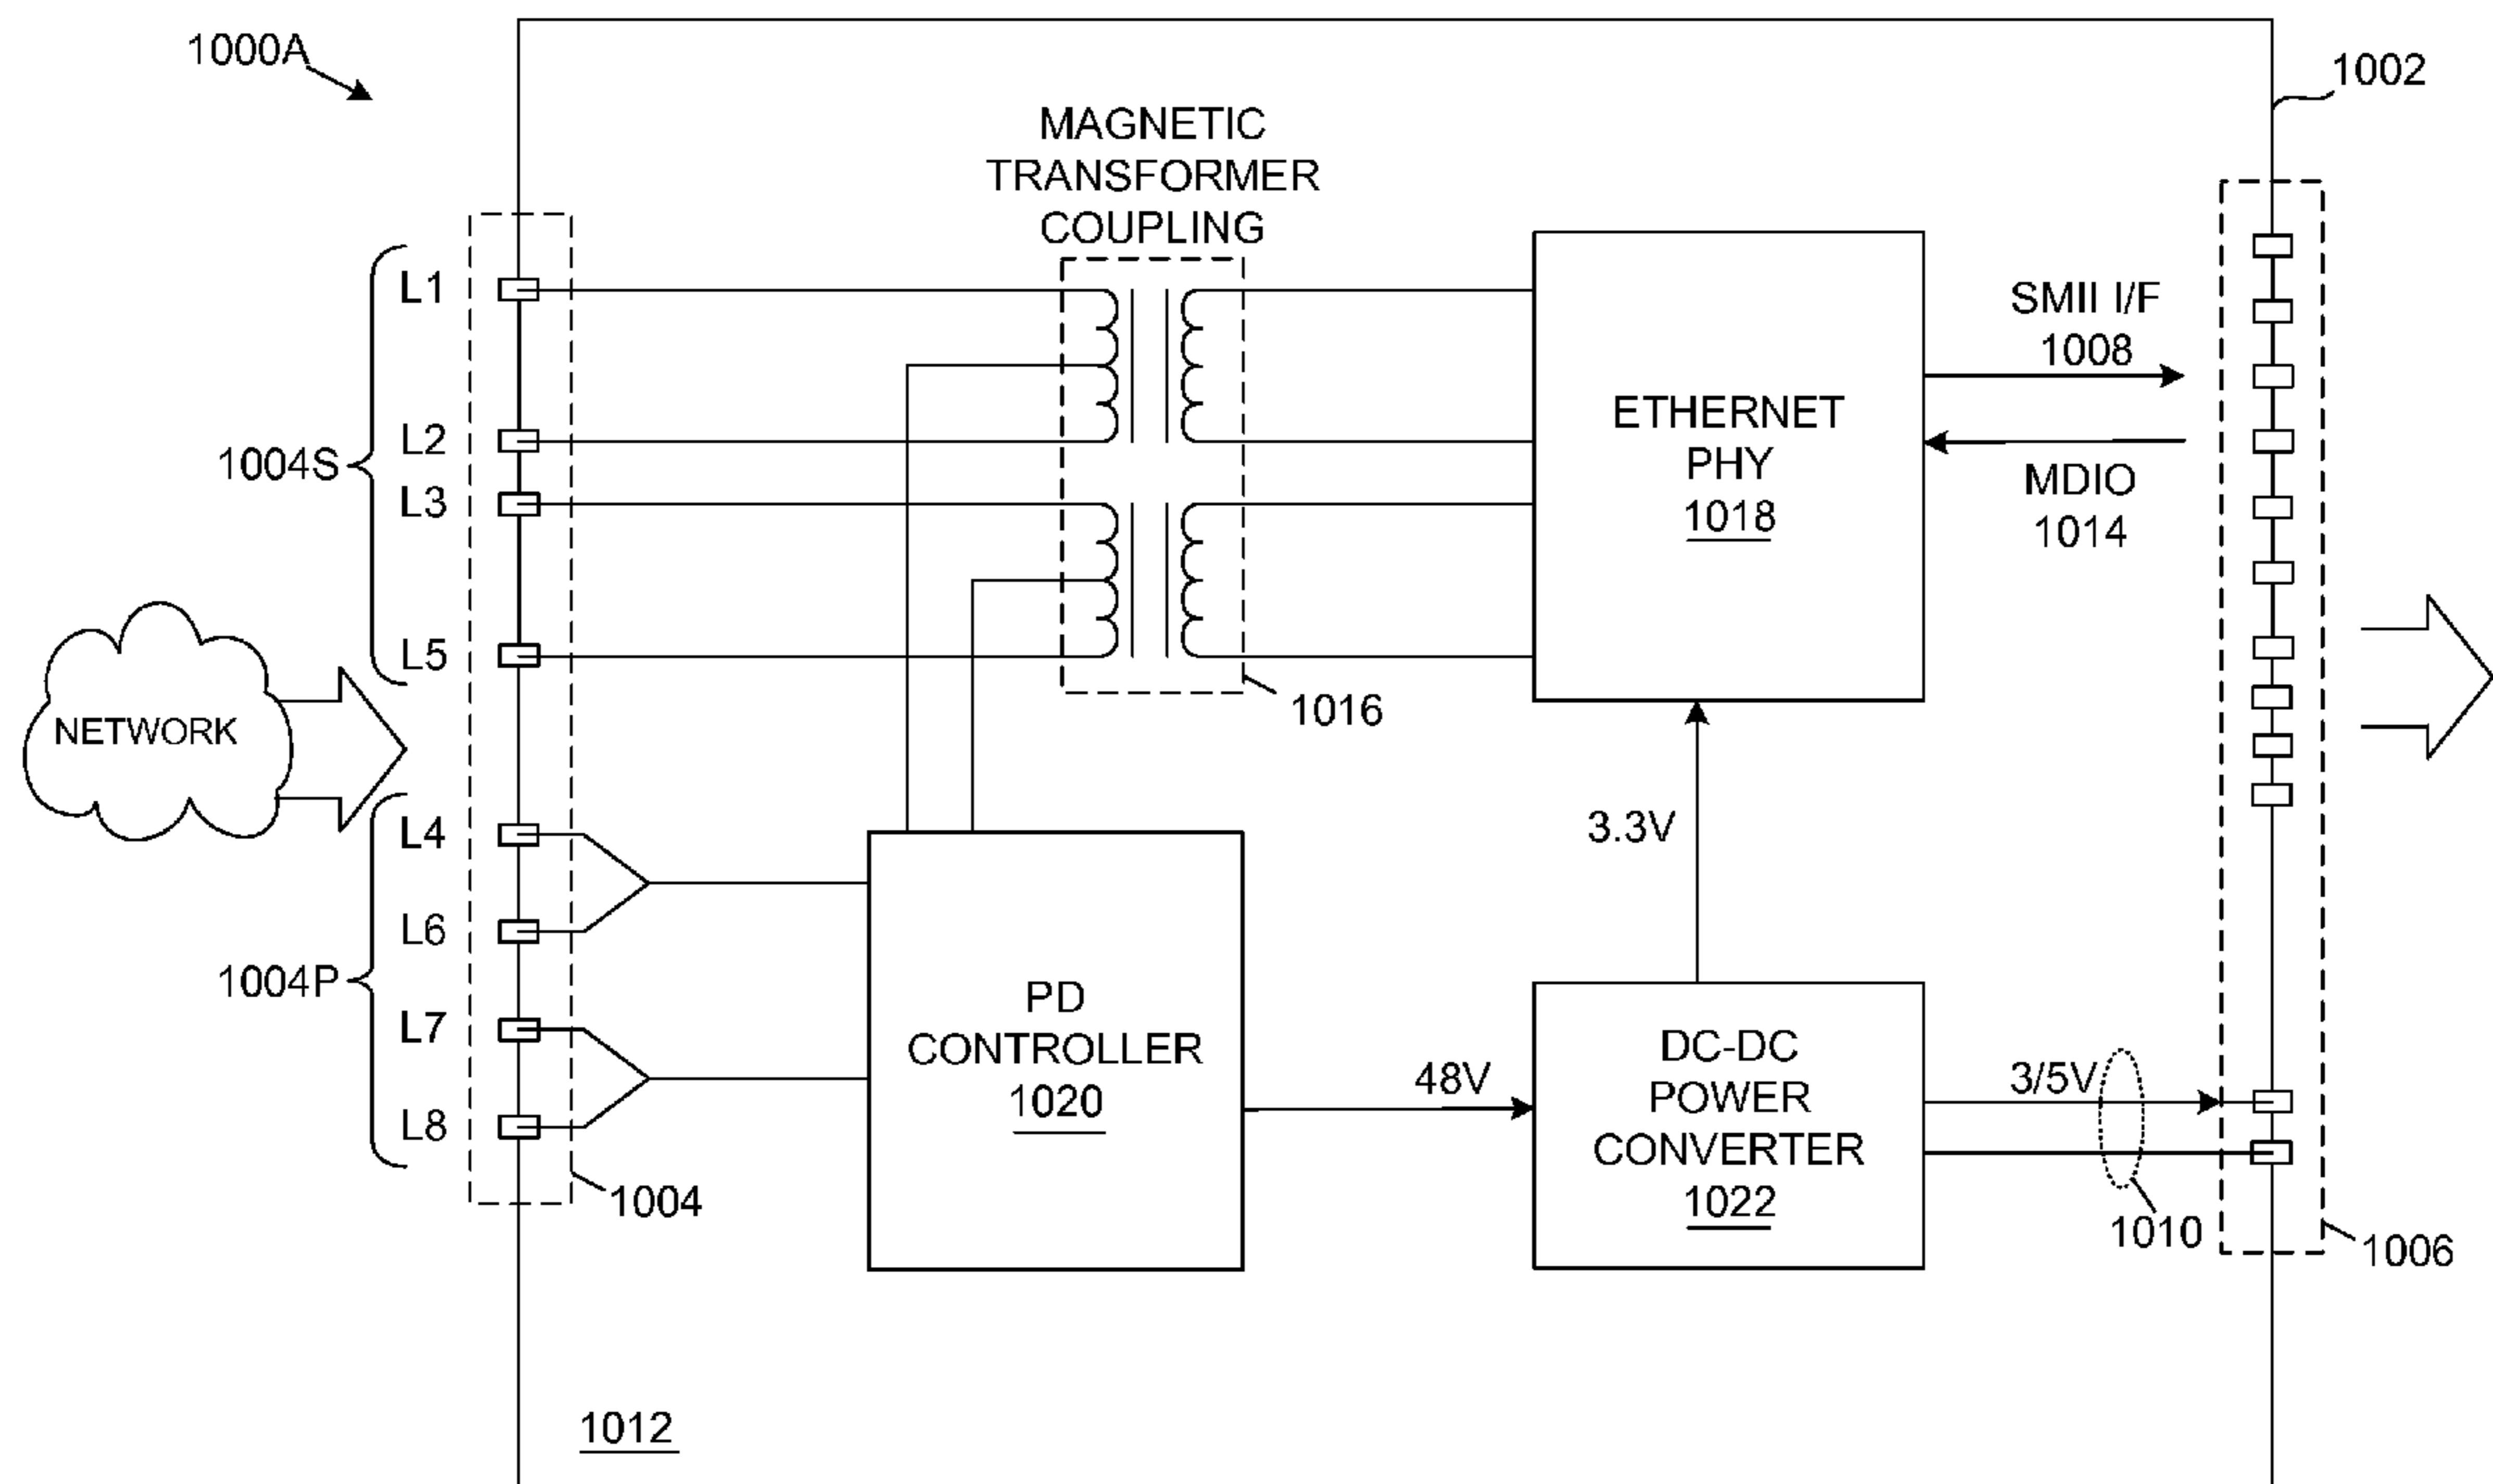 1000A
1002
MAGNETIC
TRANSFORMER
COUPLING
L1
SMII I/F
1008
ETHERNET
PHY
1018
L2
1004S
L3
MDIO
1014
L5
1016
NETWORK
3.3V
L4
L6
1004P
PD
CONTROLLER
1020
L7
48V
DC-DC
POWER
CONVERTER
1022
3/5V
L8
1004
1010
1006
1012